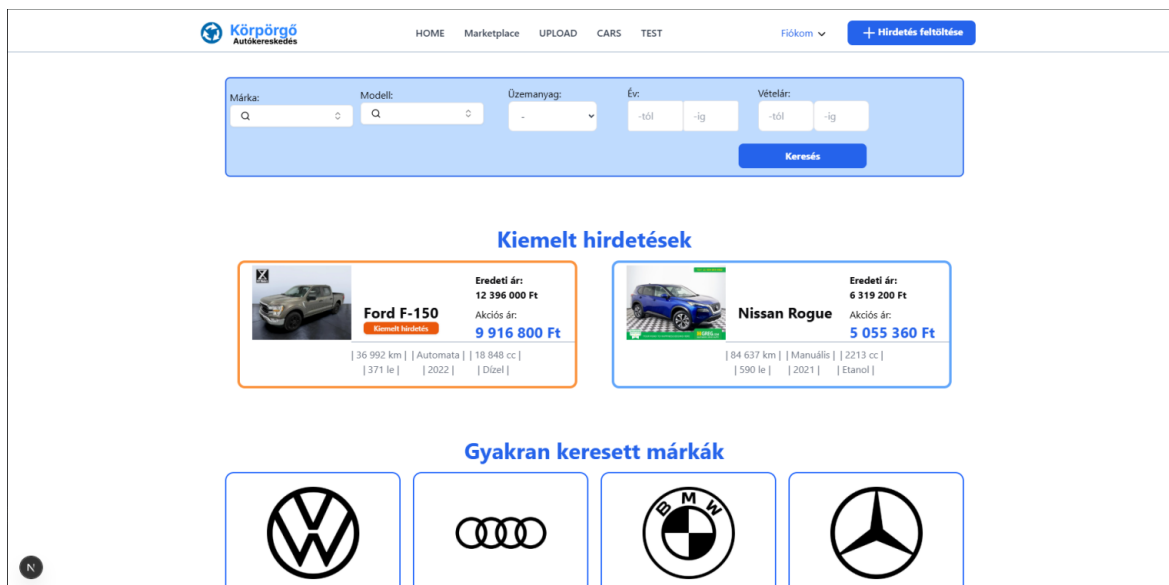 Körpörgő
Autókereskedés
HOME Marketplace UPLOAD CARS TEST
Fiókom
Hirdetés feltöltése
Márka: Modell: Üzemanyag: Év: Vételár:
- -tól -ig -tól -ig
Keresés
Kiemelt hirdetések
Eredeti ár:
12 396 000 Ft
Ford F-150
Kiemelt hirdetés
Akciós ár:
9 916 800 Ft
| 36 992 km | | Automata | | 18 848 cc |
| 371 le | | 2022 | | Dízel |
Eredeti ár:
6 319 200 Ft
Nissan Rogue
Akciós ár:
5 055 360 Ft
| 84 637 km | | Manuális | | 2213 cc |
| 590 le | | 2021 | | Etanol |
Gyakran keresett márkák
BMW
N